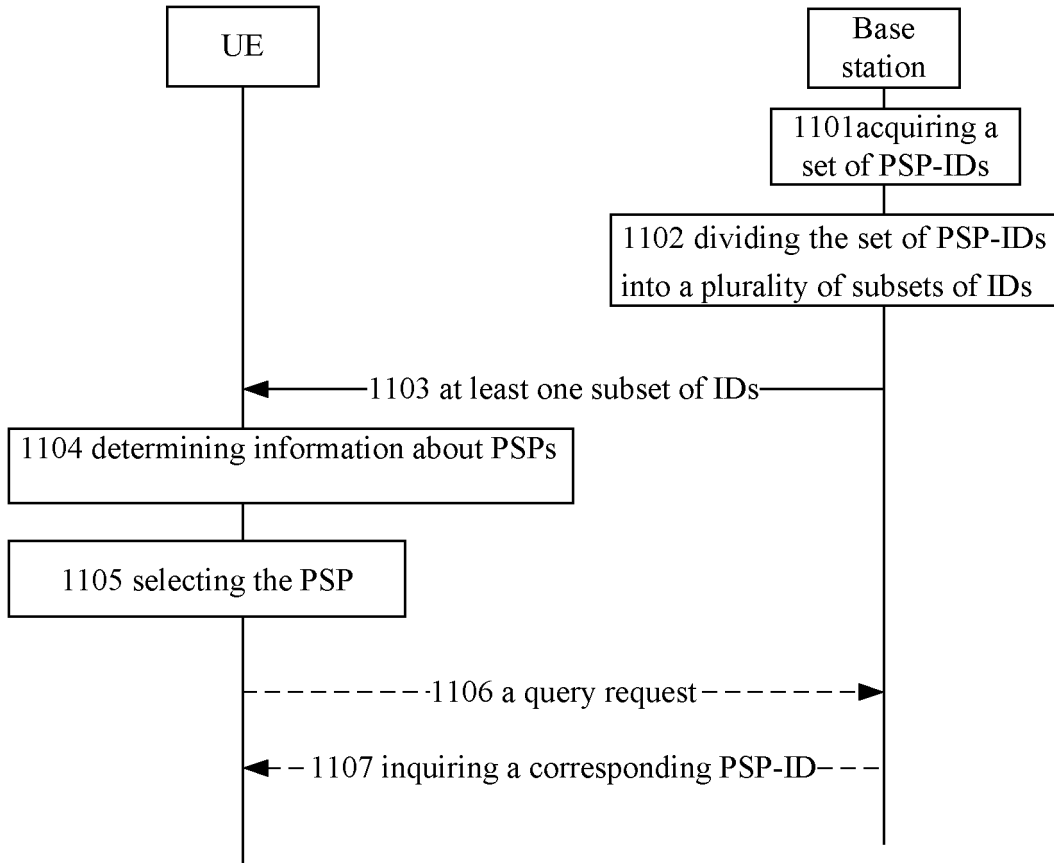 UE
Base
station
1101acquiring a
set of PSP-IDs
1102 dividing the set of PSP-IDs
into a plurality of subsets of IDs
1103 at least one subset of IDs
1104 determining information about PSPs
1105 selecting the PSP
1106 a query request
1107 inquiring a corresponding PSP-ID